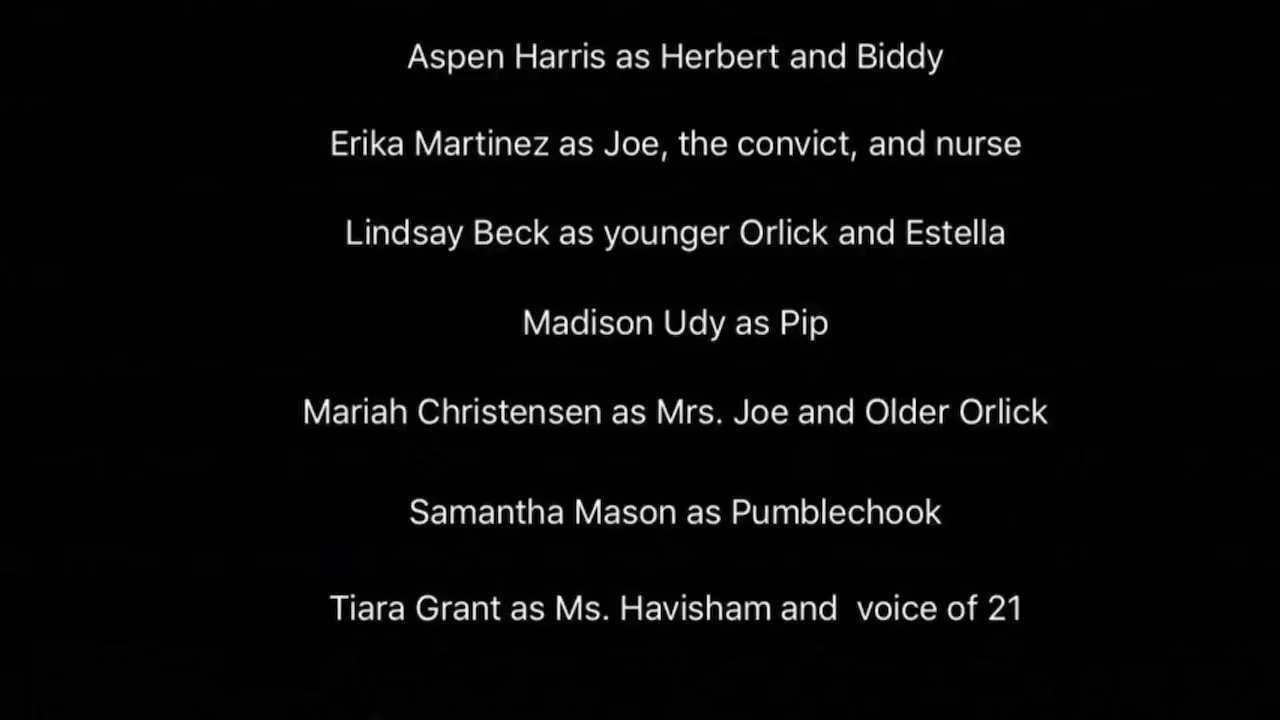 Aspen Harris as Herbert and Biddy
Erika Martinez as Joe, the convict, and nurse
Lindsay Beck as younger Orlick and Estella
Madison Udy as Pip
Mariah Christensen as Mrs. Joe and Older Orlick
Samantha Mason as Pumblechook
Tiara Grant as Ms. Havisham and  voice of 21